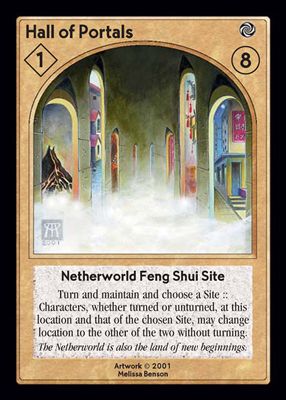 Hall of Portals
1
8
2001
Netherworld Feng Shui Site
Turn and maintain and choose a Site ::
Characters, whether turned or unturned, at this
location and that of the chosen Site, may change
location to the other of the two without turning.
The Netherworld is also the land of new beginnings.
Artwork © 2001
Melissa Benson